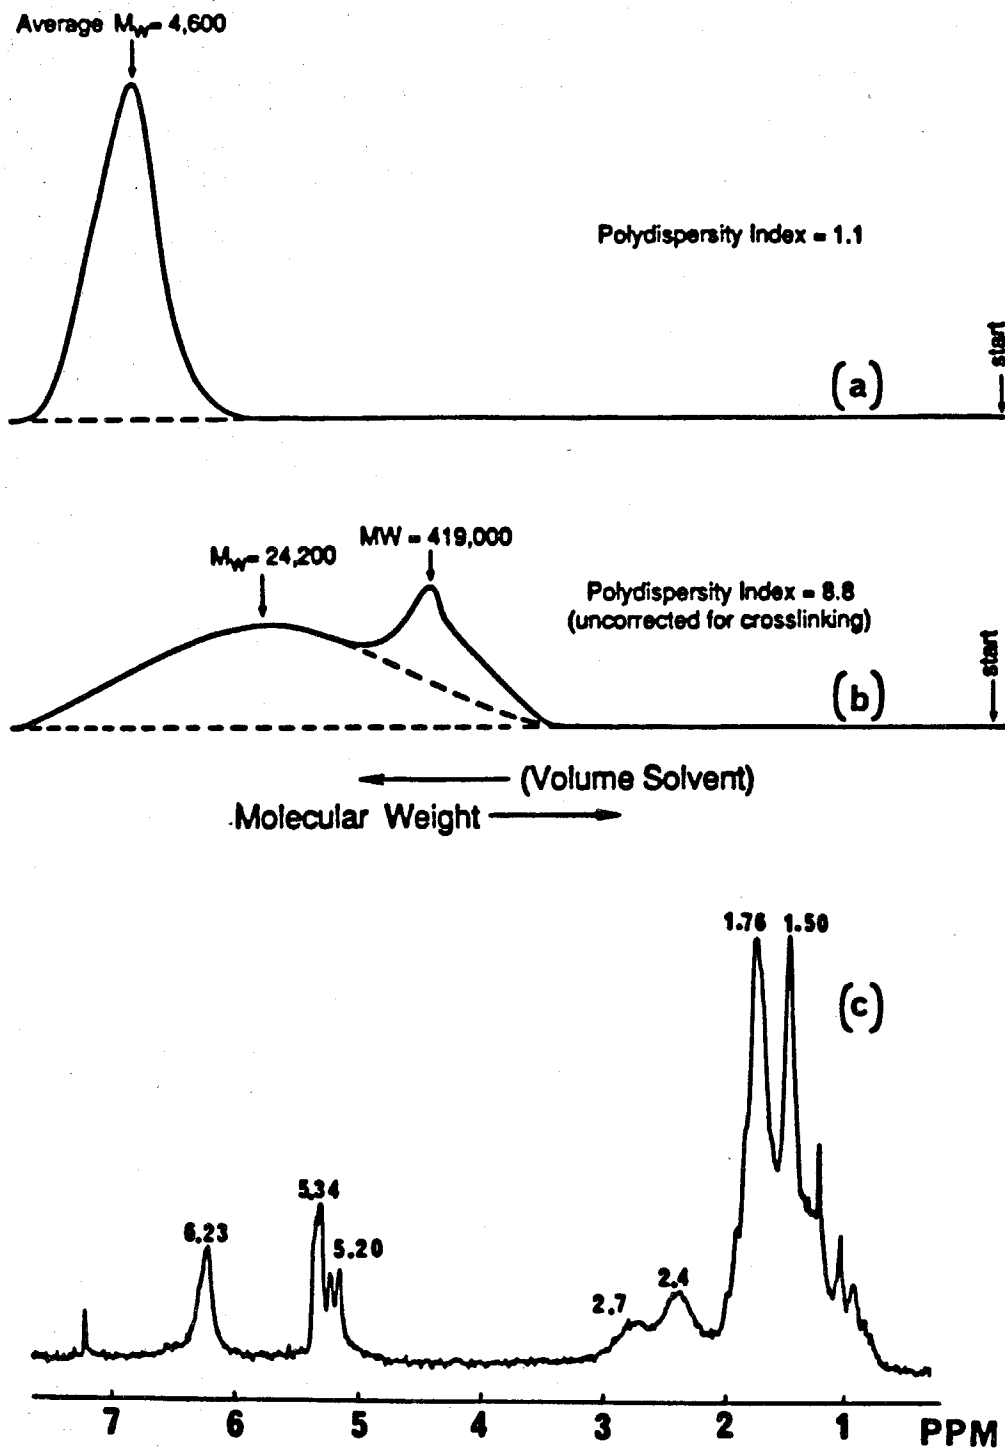 Average Mw= 4,600
Polydispersity Index = 1.1
start
(a)
MW = 419,000
Mw= 24,200
Polydispersity Index = 8.8
(uncorrected for crosslinking)
start
(b)
(Volume Solvent)
Molecular Weight
1.76 1.50
(c)
5.34
6.23
5.20
2.4
2.7
7 6 5 4 3 2 1 PPM